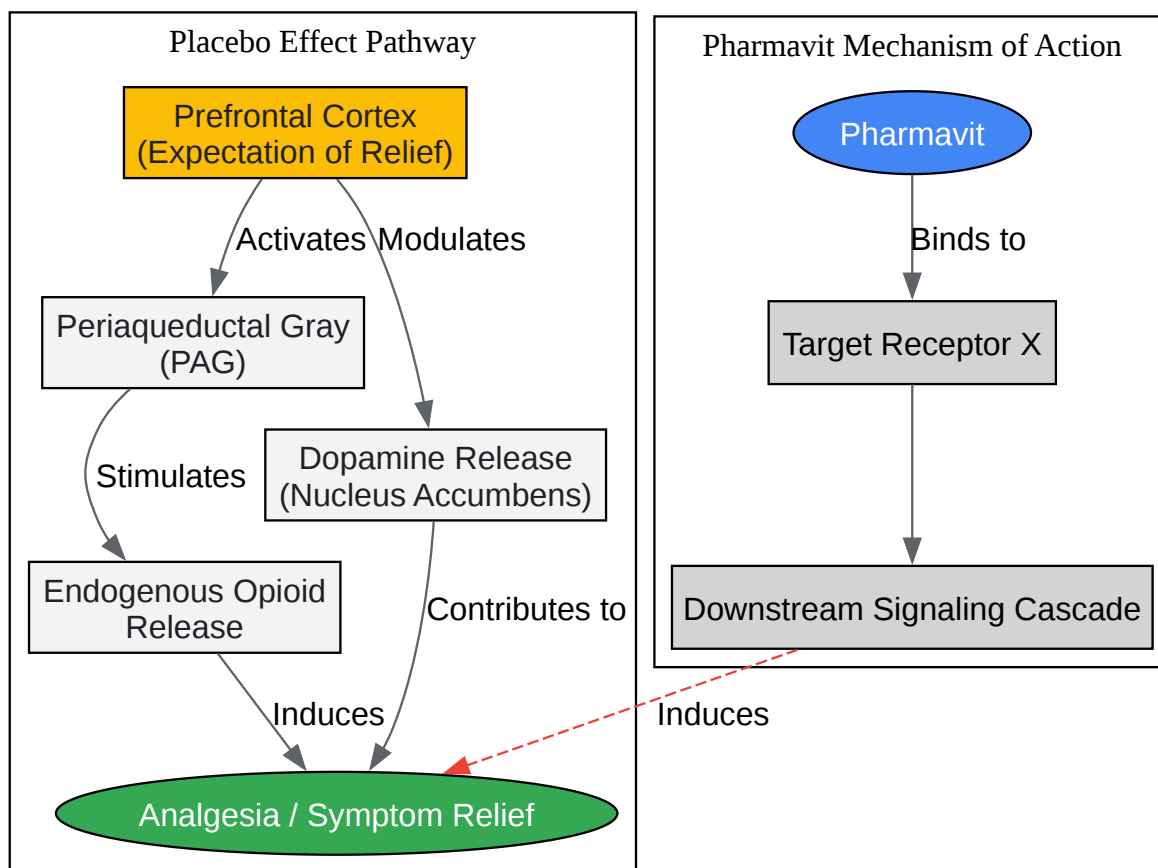 Placebo Effect Pathway
Prefrontal Cortex
(Expectation of Relief)
Activates
Modulates
Periaqueductal Gray
(PAG)
Stimulates
Dopamine Release
(Nucleus Accumbens)
Endogenous Opioid
Release
Contributes to
Induces
Analgesia / Symptom Relief
Pharmavit Mechanism of Action
Pharmavit
Binds to
Target Receptor X
Downstream Signaling Cascade
Induces